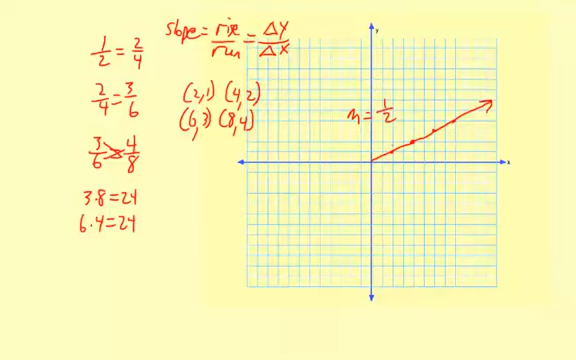 slope = rise/run = ΔY/ΔX
1/2 = 2/4
2/4 = 3/6
3/6 4/8
3·8=24
6·4=24
(2,1) (4,2)
(6,3) (8,4)
m = 1/2
y
x